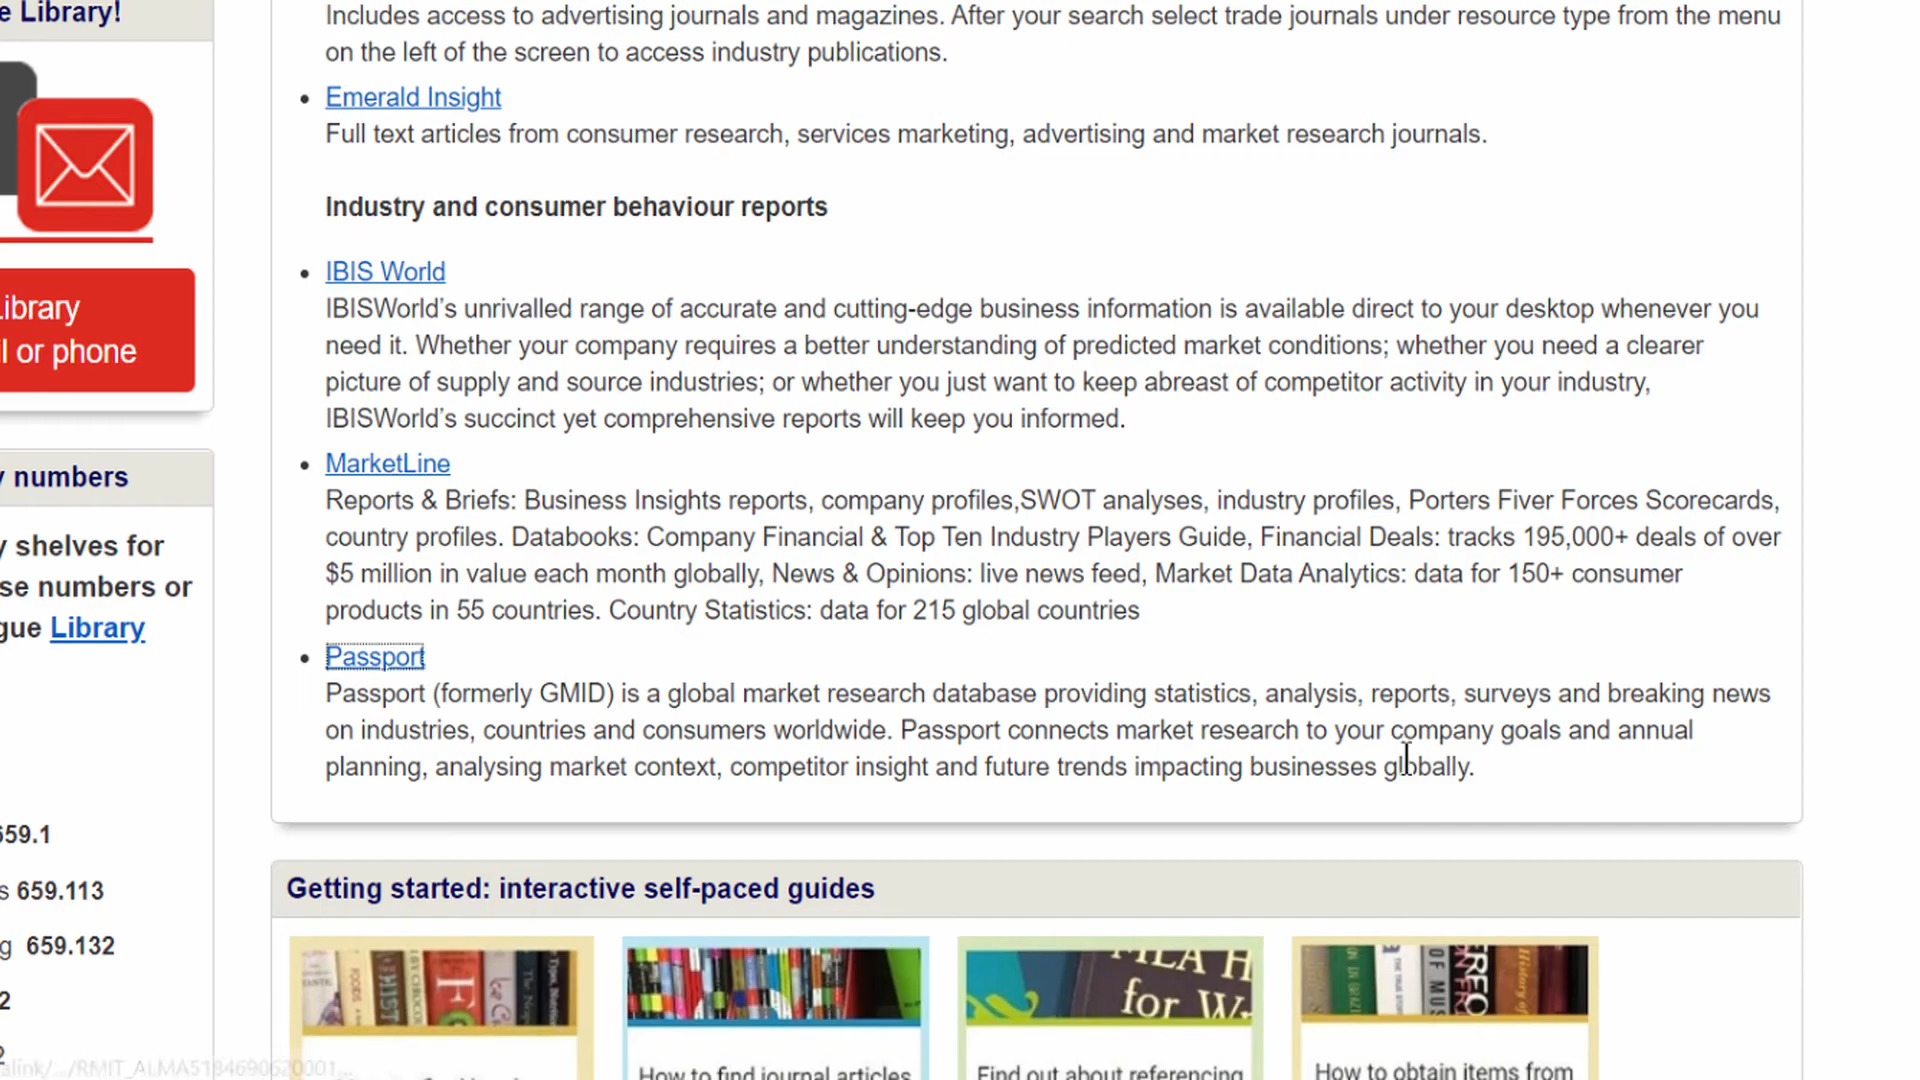 e Library!
Library
l or phone
y numbers
y shelves for
se numbers or
gue Library
659.1
s 659.113
g 659.132
2
2
Includes access to advertising journals and magazines. After your search select trade journals under resource type from the menu
on the left of the screen to access industry publications.
• Emerald Insight
Full text articles from consumer research, services marketing, advertising and market research journals.
Industry and consumer behaviour reports
• IBIS World
IBISWorld’s unrivalled range of accurate and cutting-edge business information is available direct to your desktop whenever you
need it. Whether your company requires a better understanding of predicted market conditions; whether you need a clearer
picture of supply and source industries; or whether you just want to keep abreast of competitor activity in your industry,
IBISWorld’s succinct yet comprehensive reports will keep you informed.
• MarketLine
Reports & Briefs: Business Insights reports, company profiles,SWOT analyses, industry profiles, Porters Fiver Forces Scorecards,
country profiles. Databooks: Company Financial & Top Ten Industry Players Guide, Financial Deals: tracks 195,000+ deals of over
$5 million in value each month globally, News & Opinions: live news feed, Market Data Analytics: data for 150+ consumer
products in 55 countries. Country Statistics: data for 215 global countries
• Passport
Passport (formerly GMID) is a global market research database providing statistics, analysis, reports, surveys and breaking news
on industries, countries and consumers worldwide. Passport connects market research to your company goals and annual
planning, analysing market context, competitor insight and future trends impacting businesses globally.
Getting started: interactive self-paced guides
MLA H
for W
OF MUS
How to find journal articles
Find out about referencing
How to obtain items from
alink/.../RMIT_ALMA5184690620001...